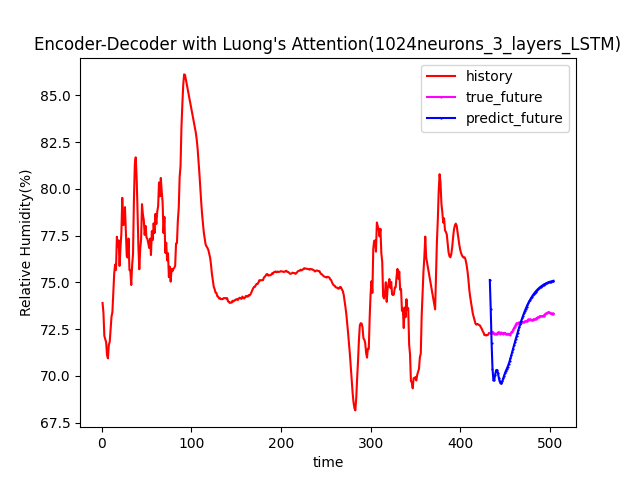 Encoder-Decoder with Luong's Attention(1024neurons_3_layers_LSTM)
history
true_future
predict_future
Relative Humidity(%)
85.0
82.5
80.0
77.5
75.0
72.5
70.0
67.5
0 100 200 300 400 500
time